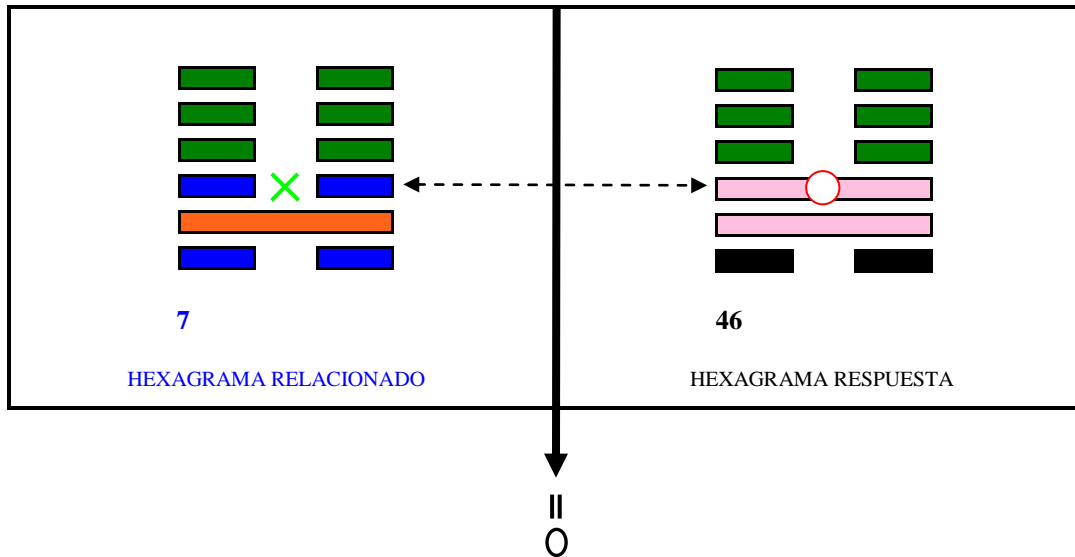 7
46
HEXAGRAMA RELACIONADO
HEXAGRAMA RESPUESTA
=
O